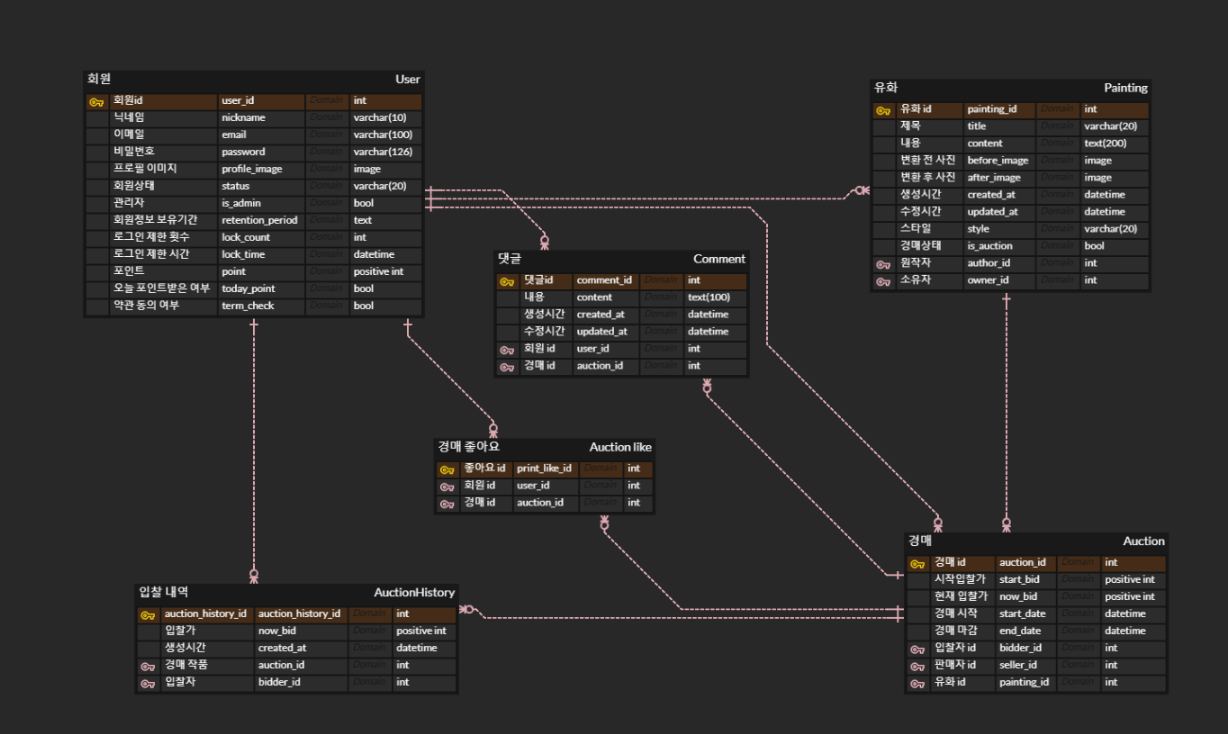 회원 User
회원id user_id Domain int
닉네임 nickname Domain varchar(10)
이메일 email Domain varchar(100)
비밀번호 password Domain varchar(126)
프로필 이미지 profile_image Domain image
회원상태 status Domain varchar(20)
관리자 is_admin Domain bool
회원정보 보유기간 retention_period Domain text
로그인 제한 횟수 lock_count Domain int
로그인 제한 시간 lock_time Domain datetime
포인트 point Domain positive int
오늘 포인트받은 여부 today_point Domain bool
약관 동의 여부 term_check Domain bool
유화 Painting
유화 id painting_id Domain int
제목 title Domain varchar(20)
내용 content Domain text(200)
변환 전 사진 before_image Domain image
변환 후 사진 after_image Domain image
생성시간 created_at Domain datetime
수정시간 updated_at Domain datetime
스타일 style Domain varchar(20)
경매상태 is_auction Domain bool
원작자 author_id Domain int
소유자 owner_id Domain int
댓글 Comment
댓글id comment_id Domain int
내용 content Domain text(100)
생성시간 created_at Domain datetime
수정시간 updated_at Domain datetime
회원 id user_id Domain int
경매 id auction_id Domain int
경매 좋아요 Auction like
좋아요 id print_like_id Domain int
회원 id user_id Domain int
경매 id auction_id Domain int
입찰 내역 AuctionHistory
auction_history_id auction_history_id Domain int
입찰가 now_bid Domain positive int
생성시간 created_at Domain datetime
경매 작품 auction_id Domain int
입찰자 bidder_id Domain int
경매 Auction
경매 id auction_id Domain int
시작입찰가 start_bid Domain positive int
현재 입찰가 now_bid Domain positive int
경매 시작 start_date Domain datetime
경매 마감 end_date Domain datetime
입찰자 id bidder_id Domain int
판매자 id seller_id Domain int
유화 id painting_id Domain int